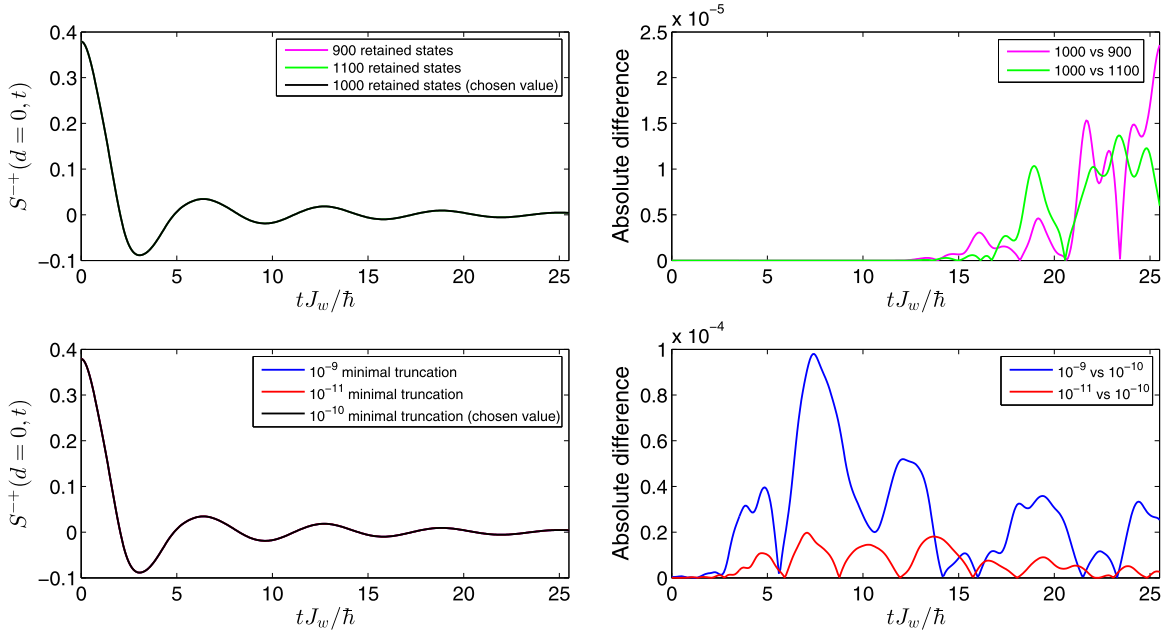 0.4
0.3
0.2
0.1
0
−0.1
S⁻⁺(d = 0, t)
900 retained states
1100 retained states
1000 retained states (chosen value)
0 5 10 15 20 25
tJ_w/ħ
x 10⁻⁵
2.5
2
1.5
1
0.5
0
Absolute difference
1000 vs 900
1000 vs 1100
0 5 10 15 20 25
tJ_w/ħ
0.4
0.3
0.2
0.1
0
−0.1
S⁻⁺(d = 0, t)
10⁻⁹ minimal truncation
10⁻¹¹ minimal truncation
10⁻¹⁰ minimal truncation (chosen value)
0 5 10 15 20 25
tJ_w/ħ
x 10⁻⁴
1
0.8
0.6
0.4
0.2
0
Absolute difference
10⁻⁹ vs 10⁻¹⁰
10⁻¹¹ vs 10⁻¹⁰
0 5 10 15 20 25
tJ_w/ħ